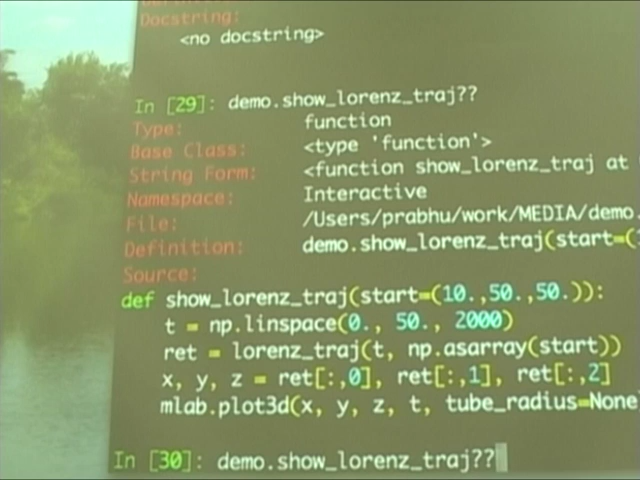 Docstring:
<no docstring>
In [29]: demo.show_lorenz_traj??
Type: function
Base Class: <type 'function'>
String Form: <function show_lorenz_traj at
Namespace: Interactive
File: /Users/prabhu/work/MEDIA/demo.
Definition: demo.show_lorenz_traj(start=(
Source:
def show_lorenz_traj(start=(10.,50.,50.)):
t = np.linspace(0., 50., 2000)
ret = lorenz_traj(t, np.asarray(start))
x, y, z = ret[:,0], ret[:,1], ret[:,2]
mlab.plot3d(x, y, z, t, tube_radius=None
In [30]: demo.show_lorenz_traj??